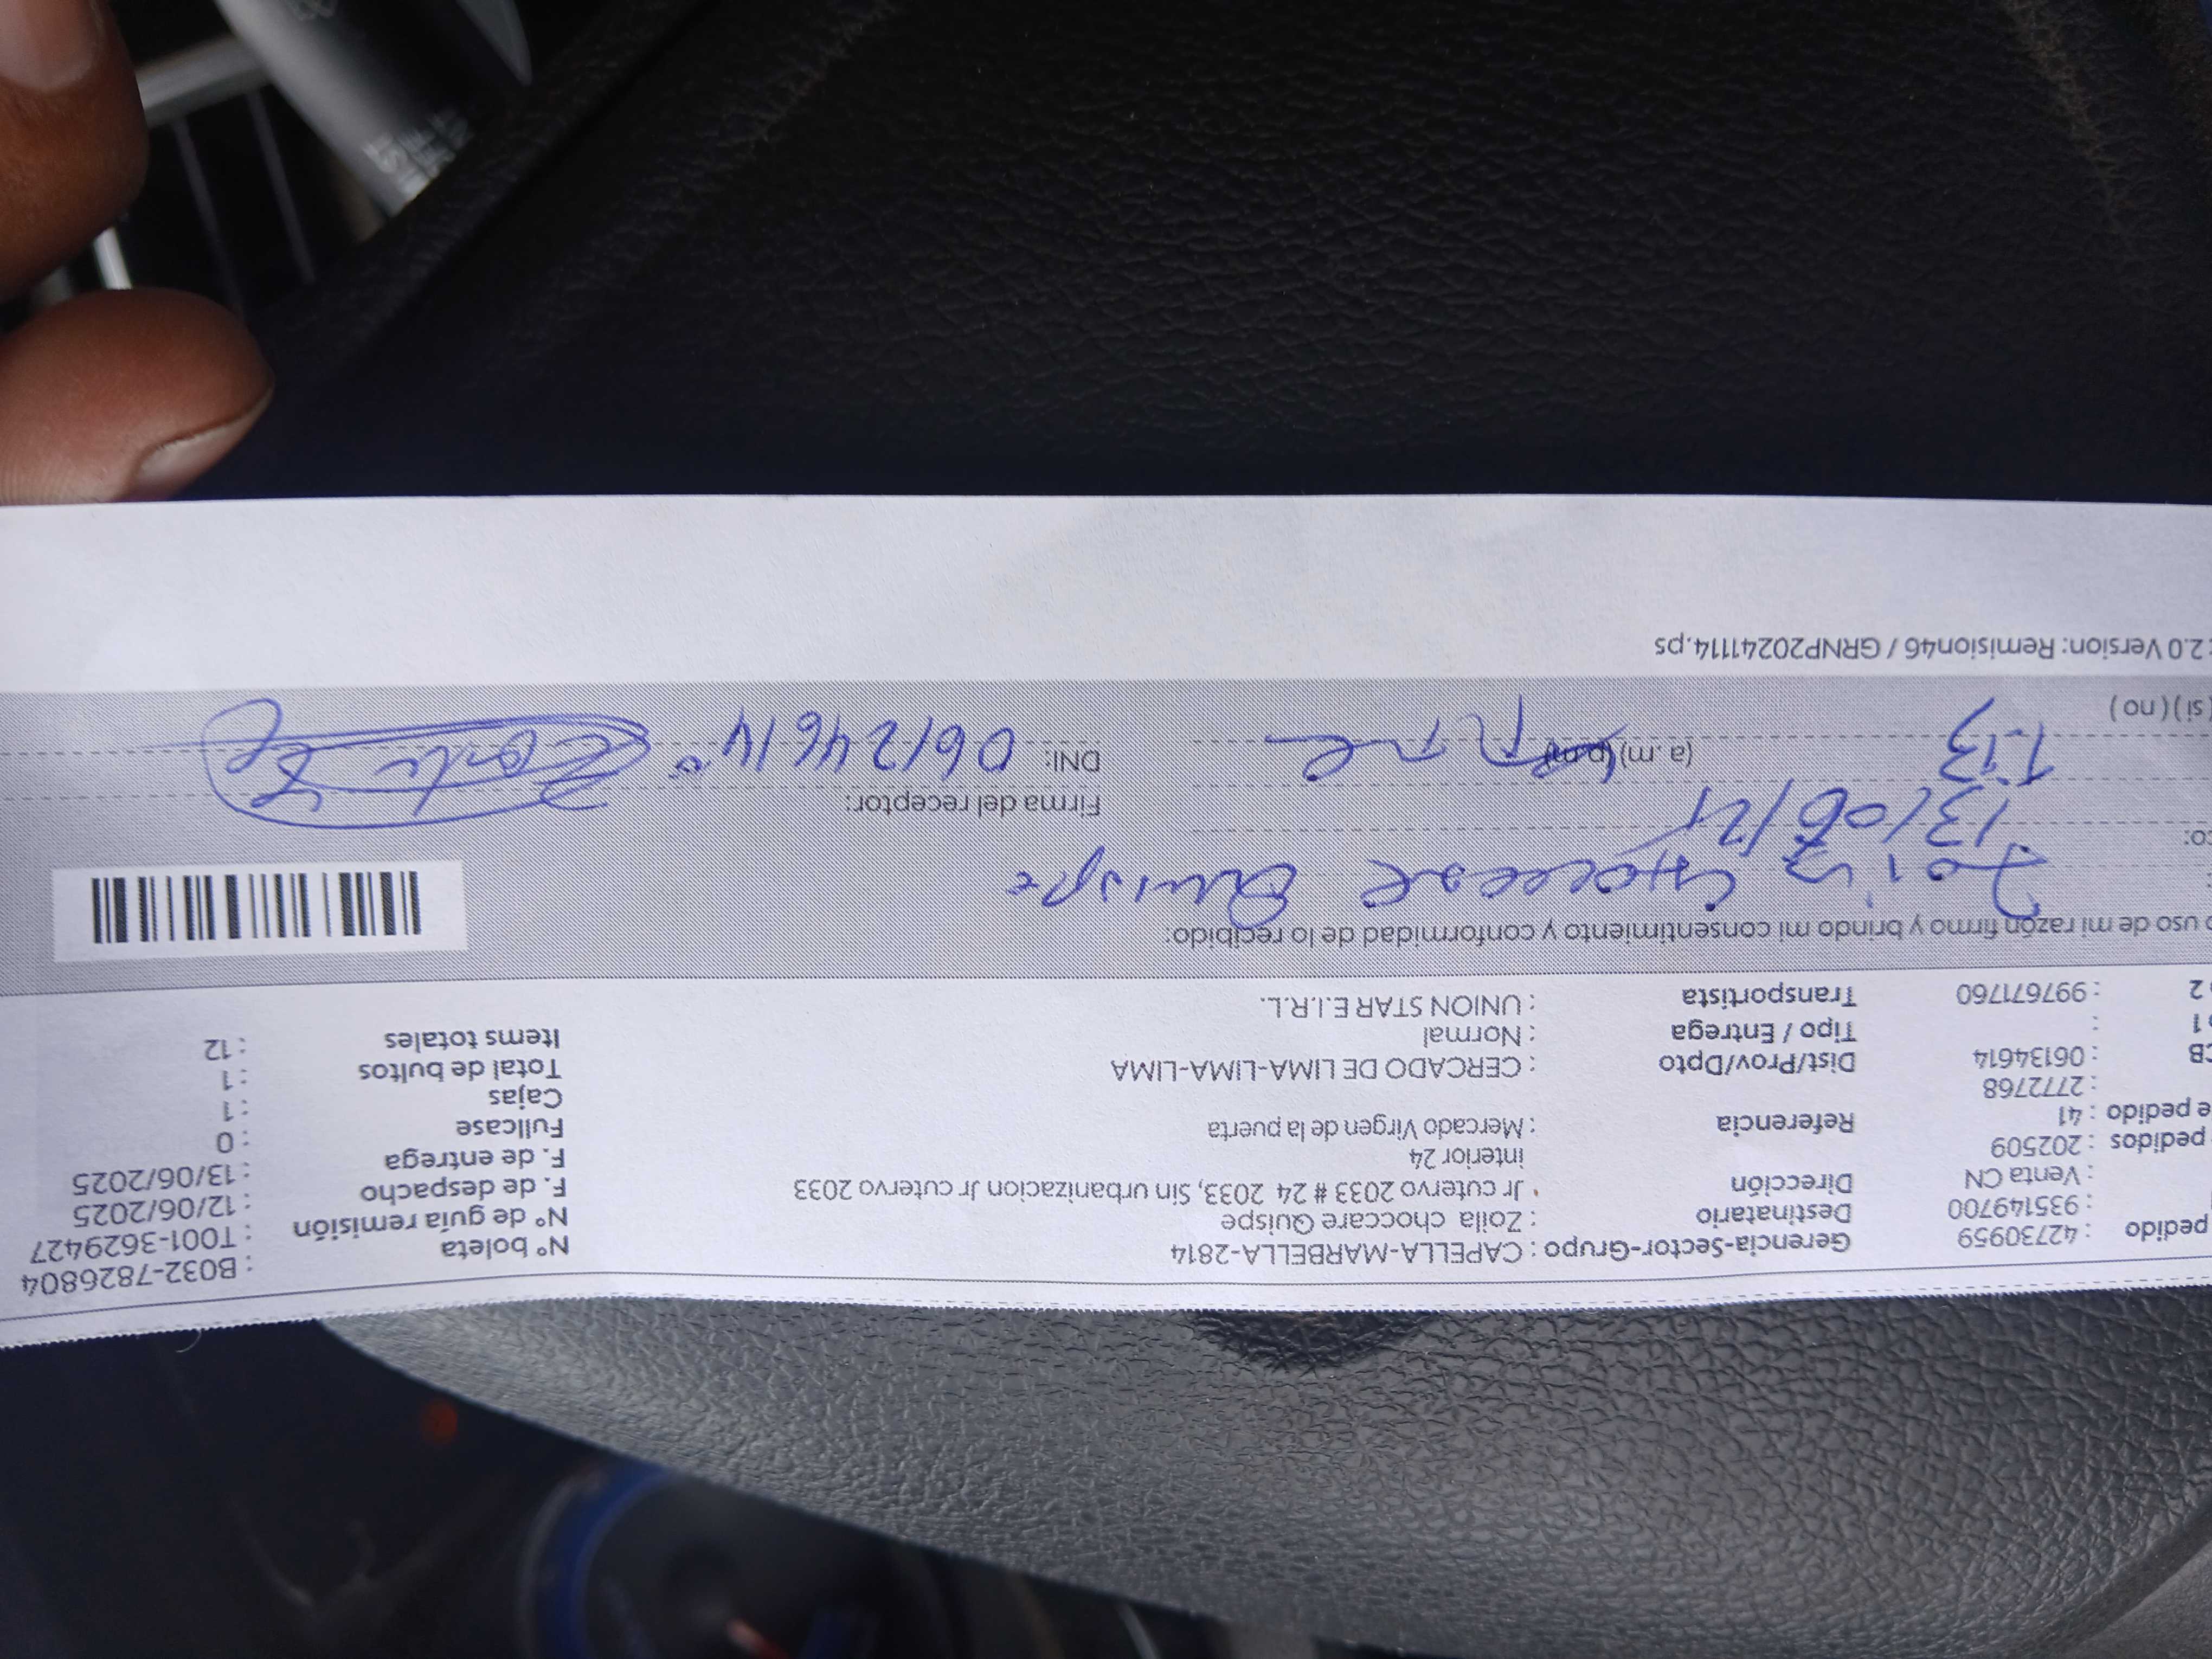 pedido : 42730959 Gerencia-Sector-Grupo : CAPELLA-MARBELLA-2814 N° boleta : B032-7826804
: 935149700 Destinatario : Zoila choccare Quispe N° de guía remisión : T001-3629427
: Venta CN Dirección : Jr cutervo 2033 # 24 2033, Sin urbanizacion Jr cutervo 2033 F. de despacho : 12/06/2025
pedidos : 202509 interior 24 F. de entrega : 13/06/2025
e pedido : 41 Referencia : Mercado Virgen de la puerta Fullcase : 0
: 2772768 Cajas : 1
CB : 06134614 Dist/Prov/Dpto : CERCADO DE LIMA-LIMA-LIMA Total de bultos : 1
1 : Tipo / Entrega : Normal Items totales : 12
2 : 997671760 Transportista : UNION STAR E.I.R.L.
o uso de mi razón firmo y brindo mi consentimiento y conformidad de lo recibido:
Quispe
co: 13/06/
Firma del receptor:
1:13 (a.m) (p.m) DNI: 06124614
(si) (no)
: 2.0 Version: Remision46 / GRNP20241114.ps